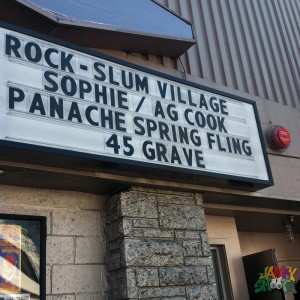 ROCK-SLUM VILLAGE
SOPHIE / AG COOK
PANACHE SPRING FLING
45 GRAVE